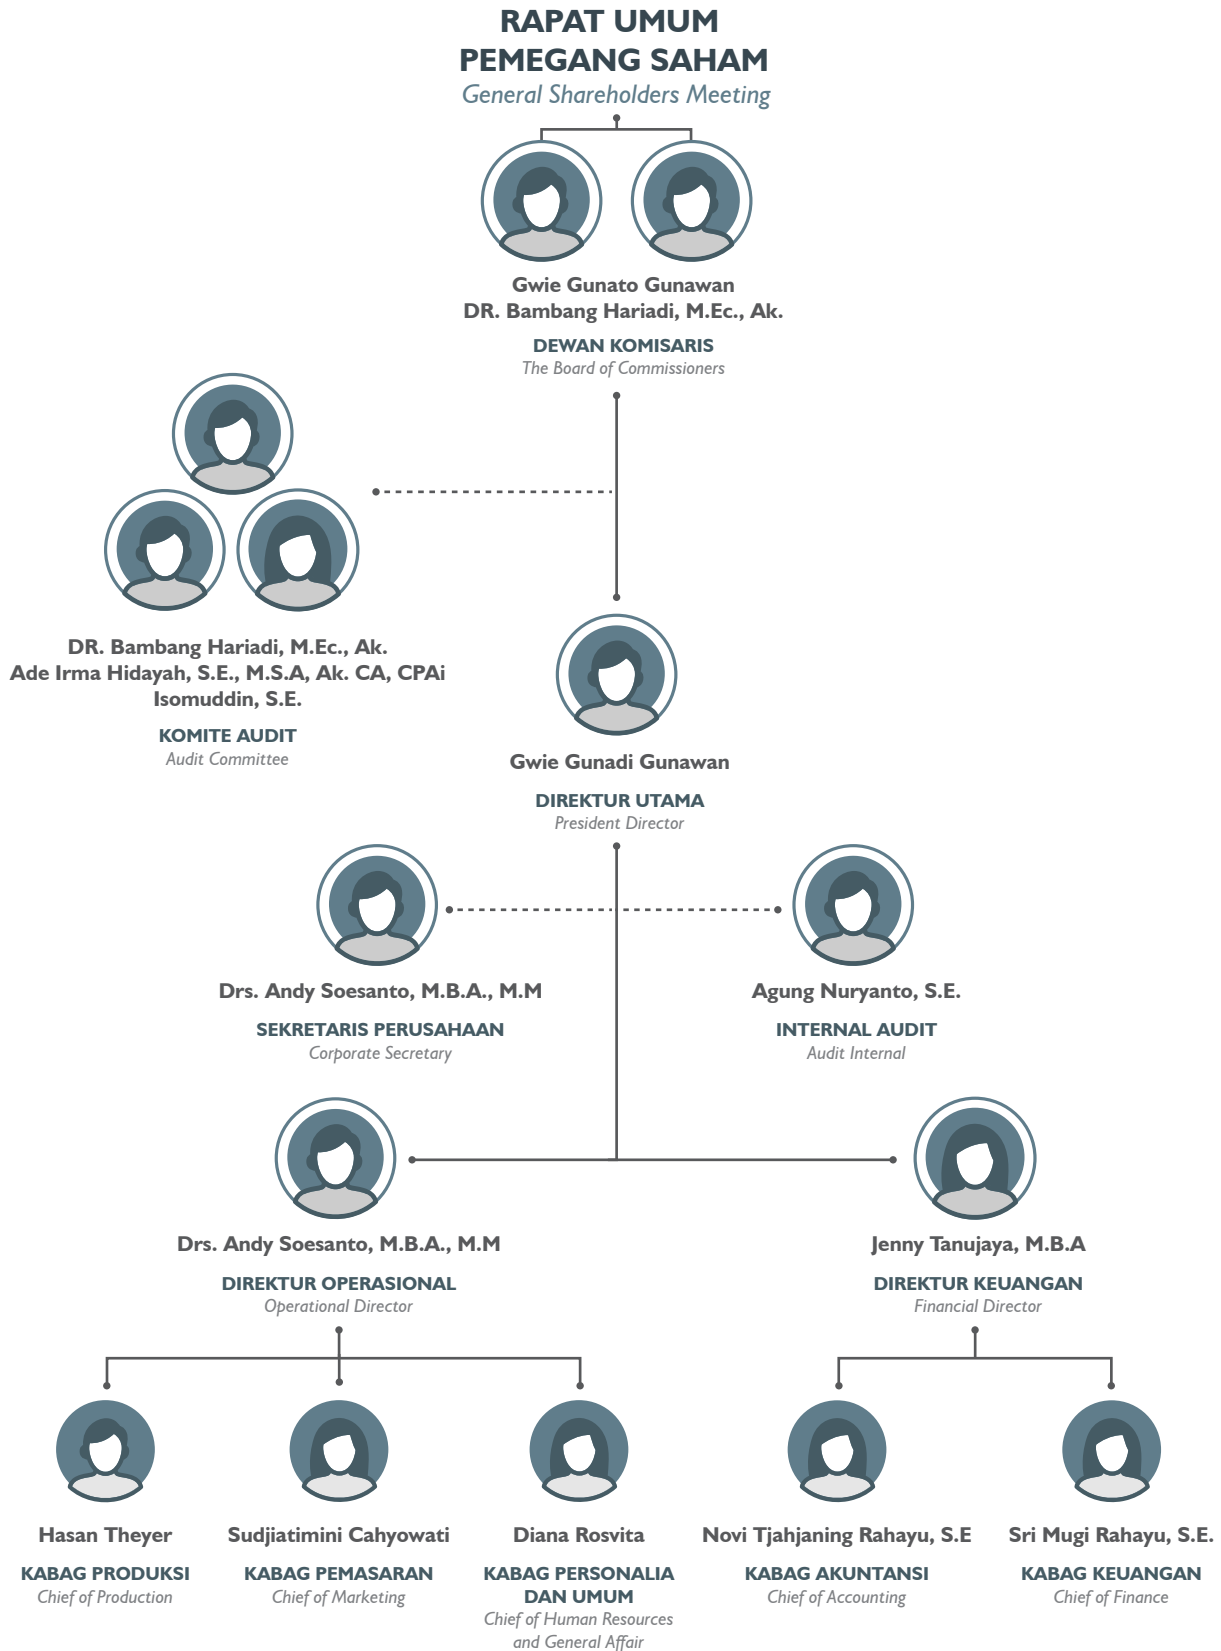 RAPAT UMUM
PEMEGANG SAHAM
General Shareholders Meeting
Gwie Gunato Gunawan
DR. Bambang Hariadi, M.Ec., Ak.
DEWAN KOMISARIS
The Board of Commissioners
DR. Bambang Hariadi, M.Ec., Ak.
Ade Irma Hidayah, S.E., M.S.A, Ak. CA, CPAi
Isomuddin, S.E.
KOMITE AUDIT
Audit Committee
Gwie Gunadi Gunawan
DIREKTUR UTAMA
President Director
Drs. Andy Soesanto, M.B.A., M.M
SEKRETARIS PERUSAHAAN
Corporate Secretary
Agung Nuryanto, S.E.
INTERNAL AUDIT
Audit Internal
Drs. Andy Soesanto, M.B.A., M.M
DIREKTUR OPERASIONAL
Operational Director
Jenny Tanujaya, M.B.A
DIREKTUR KEUANGAN
Financial Director
Hasan Theyer
KABAG PRODUKSI
Chief of Production
Sudjiatimini Cahyowati
KABAG PEMASARAN
Chief of Marketing
Diana Rosvita
KABAG PERSONALIA
DAN UMUM
Chief of Human Resources
and General Affair
Novi Tjahjaning Rahayu, S.E
KABAG AKUNTANSI
Chief of Accounting
Sri Mugi Rahayu, S.E.
KABAG KEUANGAN
Chief of Finance